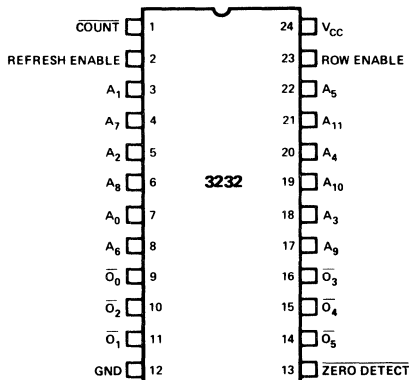 COUNT 1 24 VCC
REFRESH ENABLE 2 23 ROW ENABLE
A1 3 22 A5
A7 4 21 A11
A2 5 20 A4
A8 6 3232 19 A10
A0 7 18 A3
A6 8 17 A9
O0 9 16 O3
O2 10 15 O4
O1 11 14 O5
GND 12 13 ZERO DETECT